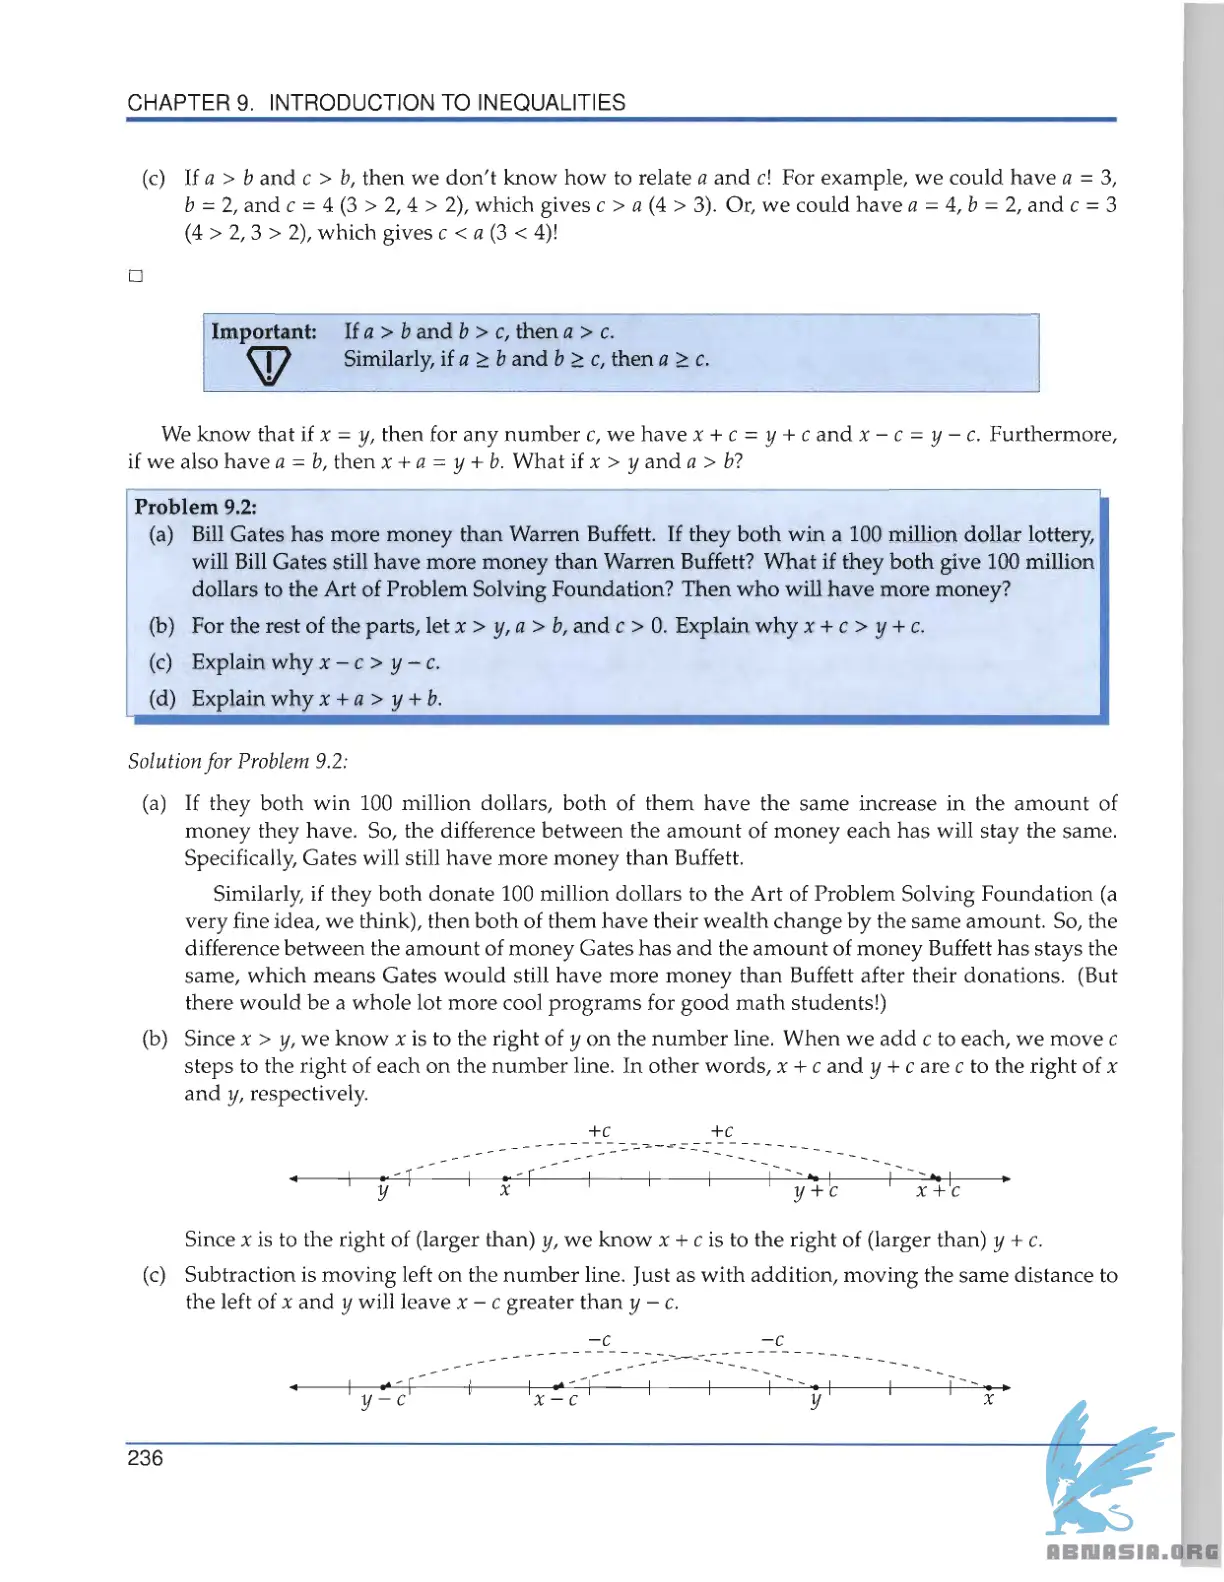 CHAPTER 9. INTRODUCTION TO INEQUALITIES
(c) If a > b and c > b, then we don't know how to relate a and c! For example, we could have a = 3,
b = 2, and c = 4 (3 > 2, 4 > 2), which gives c > a (4 > 3). Or, we could have a = 4, b = 2, and c = 3
(4 > 2, 3 > 2), which gives c < a (3 < 4)!
□
Important: If a > b and b > c, then a > c.
Similarly, if a ≥ b and b ≥ c, then a ≥ c.
We know that if x = y, then for any number c, we have x + c = y + c and x − c = y − c. Furthermore,
if we also have a = b, then x + a = y + b. What if x > y and a > b?
Problem 9.2:
(a) Bill Gates has more money than Warren Buffett. If they both win a 100 million dollar lottery,
will Bill Gates still have more money than Warren Buffett? What if they both give 100 million
dollars to the Art of Problem Solving Foundation? Then who will have more money?
(b) For the rest of the parts, let x > y, a > b, and c > 0. Explain why x + c > y + c.
(c) Explain why x − c > y − c.
(d) Explain why x + a > y + b.
Solution for Problem 9.2:
(a) If they both win 100 million dollars, both of them have the same increase in the amount of
money they have. So, the difference between the amount of money each has will stay the same.
Specifically, Gates will still have more money than Buffett.
Similarly, if they both donate 100 million dollars to the Art of Problem Solving Foundation (a
very fine idea, we think), then both of them have their wealth change by the same amount. So, the
difference between the amount of money Gates has and the amount of money Buffett has stays the
same, which means Gates would still have more money than Buffett after their donations. (But
there would be a whole lot more cool programs for good math students!)
(b) Since x > y, we know x is to the right of y on the number line. When we add c to each, we move c
steps to the right of each on the number line. In other words, x + c and y + c are c to the right of x
and y, respectively.
+c +c
y x y + c x + c
Since x is to the right of (larger than) y, we know x + c is to the right of (larger than) y + c.
(c) Subtraction is moving left on the number line. Just as with addition, moving the same distance to
the left of x and y will leave x − c greater than y − c.
−c −c
y − c x − c y x
236
ABNASIA.ORG